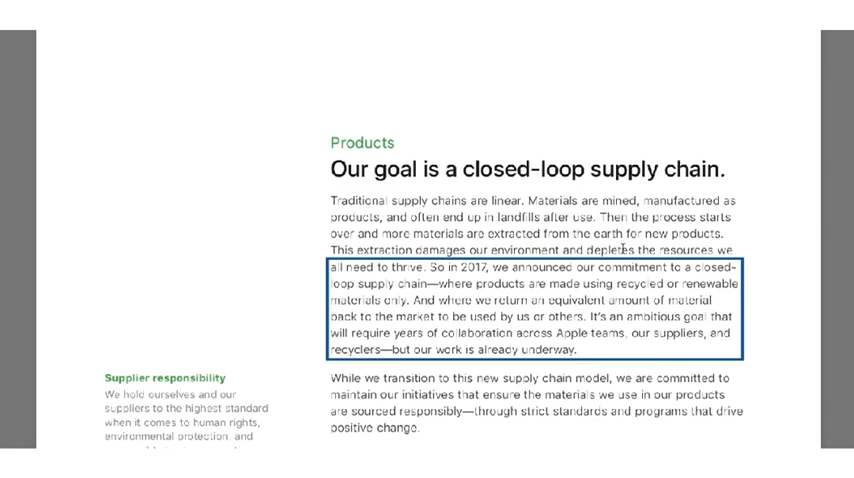 Products
Our goal is a closed-loop supply chain.
Traditional supply chains are linear. Materials are mined, manufactured as
products, and often end up in landfills after use. Then the process starts
over and more materials are extracted from the earth for new products.
This extraction damages our environment and depletes the resources we
all need to thrive. So in 2017, we announced our commitment to a closed-
loop supply chain—where products are made using recycled or renewable
materials only. And where we return an equivalent amount of material
back to the market to be used by us or others. It's an ambitious goal that
will require years of collaboration across Apple teams, our suppliers, and
recyclers—but our work is already underway.
While we transition to this new supply chain model, we are committed to
maintain our initiatives that ensure the materials we use in our products
are sourced responsibly—through strict standards and programs that drive
positive change.
Supplier responsibility
We hold ourselves and our
suppliers to the highest standard
when it comes to human rights,
environmental protection, and